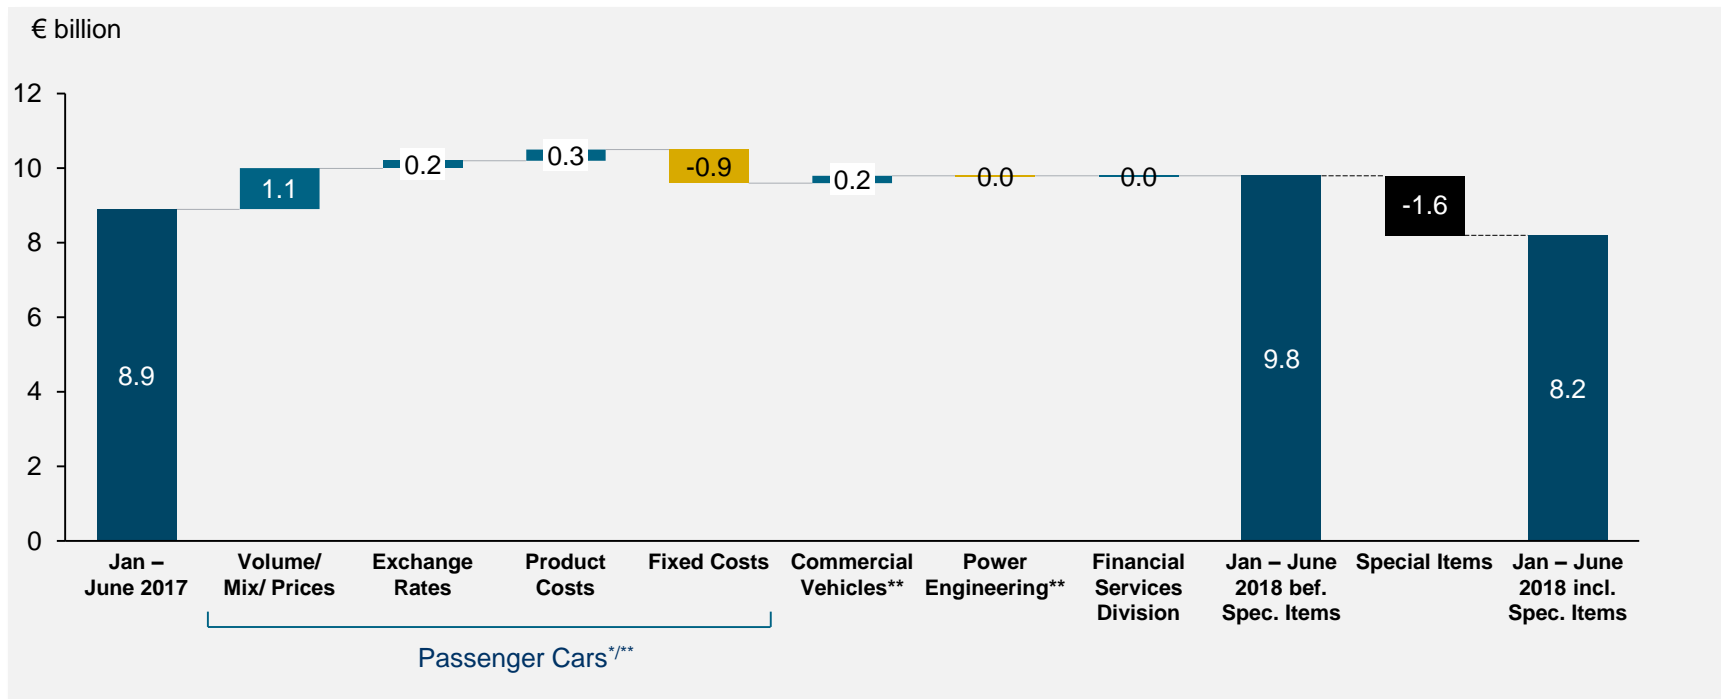 € billion
12
10
8
6
4
2
0
8.9
1.1
0.2
0.3
-0.9
0.2
0.0
0.0
9.8
-1.6
8.2
Jan –
June 2017
Volume/
Mix/ Prices
Exchange
Rates
Product
Costs
Fixed Costs
Commercial
Vehicles**
Power
Engineering**
Financial
Services
Division
Jan – June
2018 bef.
Spec. Items
Special Items
Jan – June
2018 incl.
Spec. Items
Passenger Cars*/**